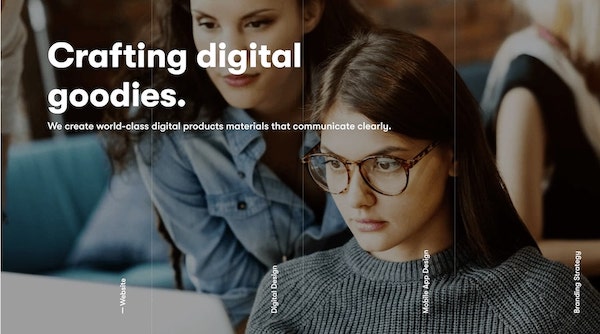 Crafting digital
goodies.
We create world-class digital products materials that communicate clearly.
— Website
Digital Design
Mobile App Design
Branding Strategy